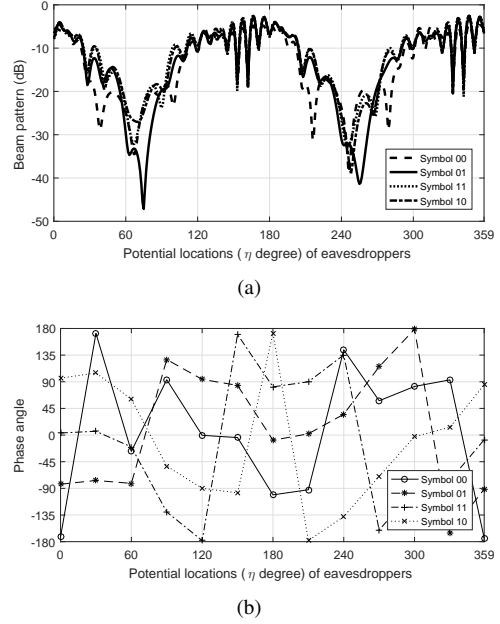 0
-10
-20
-30
-40
-50
Beam pattern (dB)
Symbol 00
Symbol 01
Symbol 11
Symbol 10
0 60 120 180 240 300 359
Potential locations ( η degree) of eavesdroppers
(a)
180
135
90
45
0
-45
-90
-135
-180
Phase angle
Symbol 00
Symbol 01
Symbol 11
Symbol 10
0 60 120 180 240 300 359
Potential locations ( η degree) of eavesdroppers
(b)